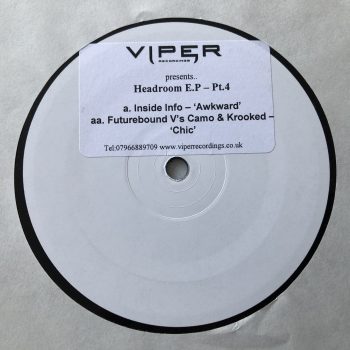 VIPER
RECORDINGS
presents..
Headroom E.P – Pt.4
a. Inside Info – 'Awkward'
aa. Futurebound V's Camo & Krooked –
'Chic'
Tel:07966889709 www.viperrecordings.co.uk